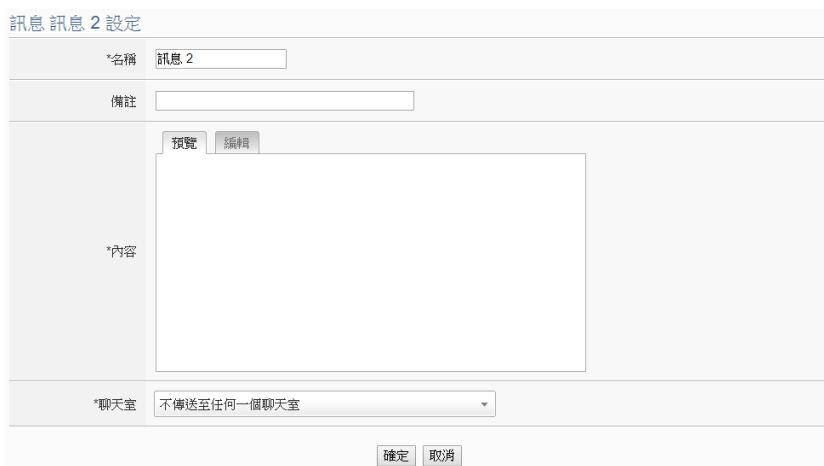 訊息 訊息 2 設定
*名稱 訊息 2
備註
預覽 編輯
*內容
*聊天室 不傳送至任何一個聊天室
確定 取消